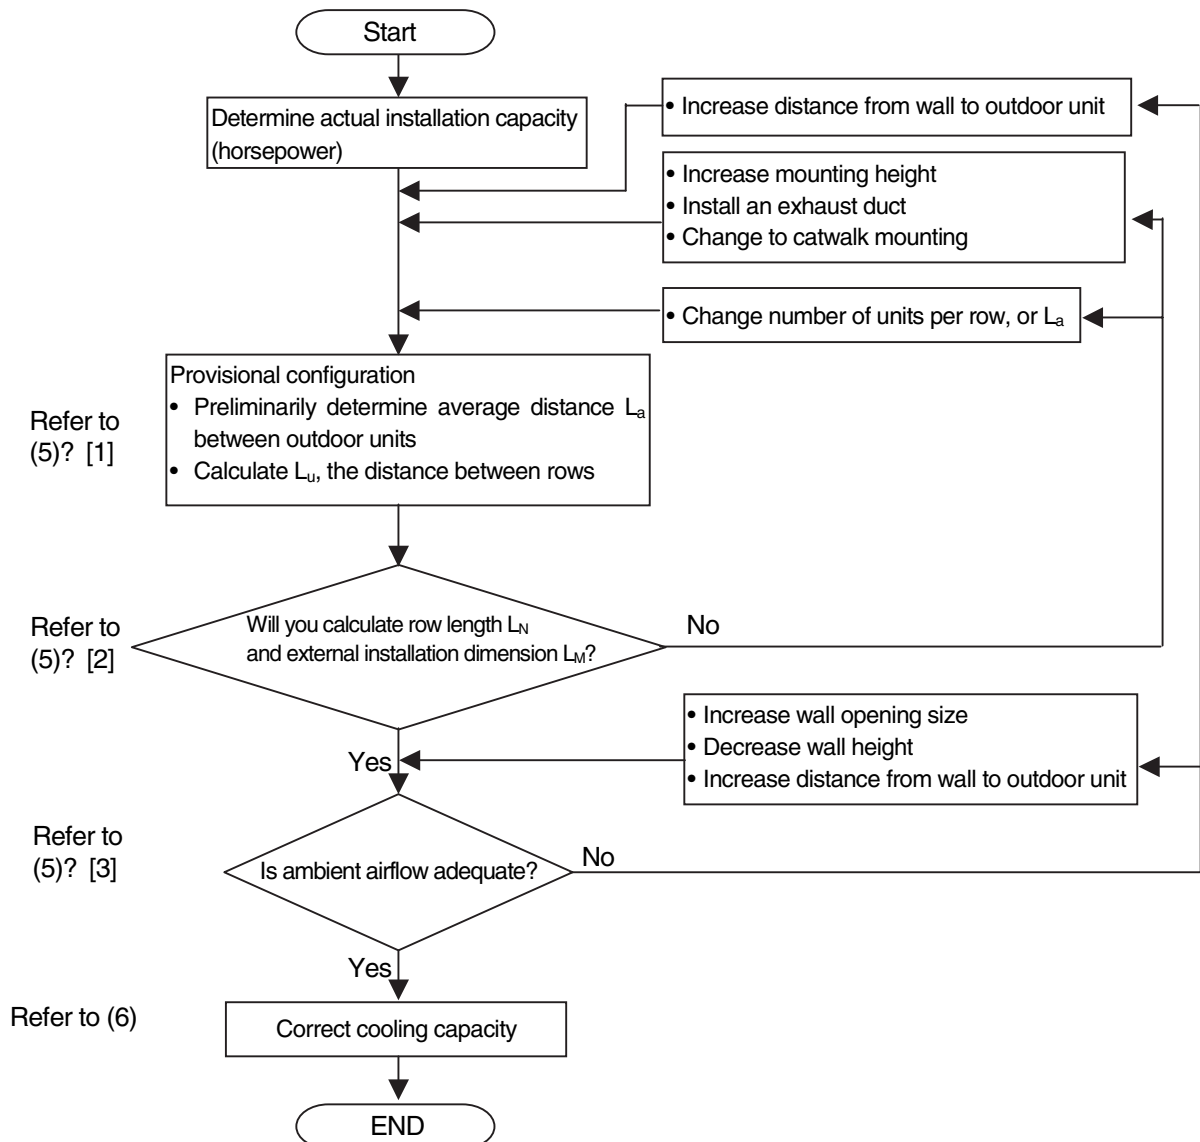 Start
Determine actual installation capacity
(horsepower)
• Increase distance from wall to outdoor unit
• Increase mounting height
• Install an exhaust duct
• Change to catwalk mounting
• Change number of units per row, or La
Refer to
(5)? [1]
Provisional configuration
• Preliminarily determine average distance La
between outdoor units
• Calculate Lu, the distance between rows
Refer to
(5)? [2]
Will you calculate row length LN
and external installation dimension LM?
No
Yes
• Increase wall opening size
• Decrease wall height
• Increase distance from wall to outdoor unit
Refer to
(5)? [3]
Is ambient airflow adequate?
No
Yes
Refer to (6)
Correct cooling capacity
END